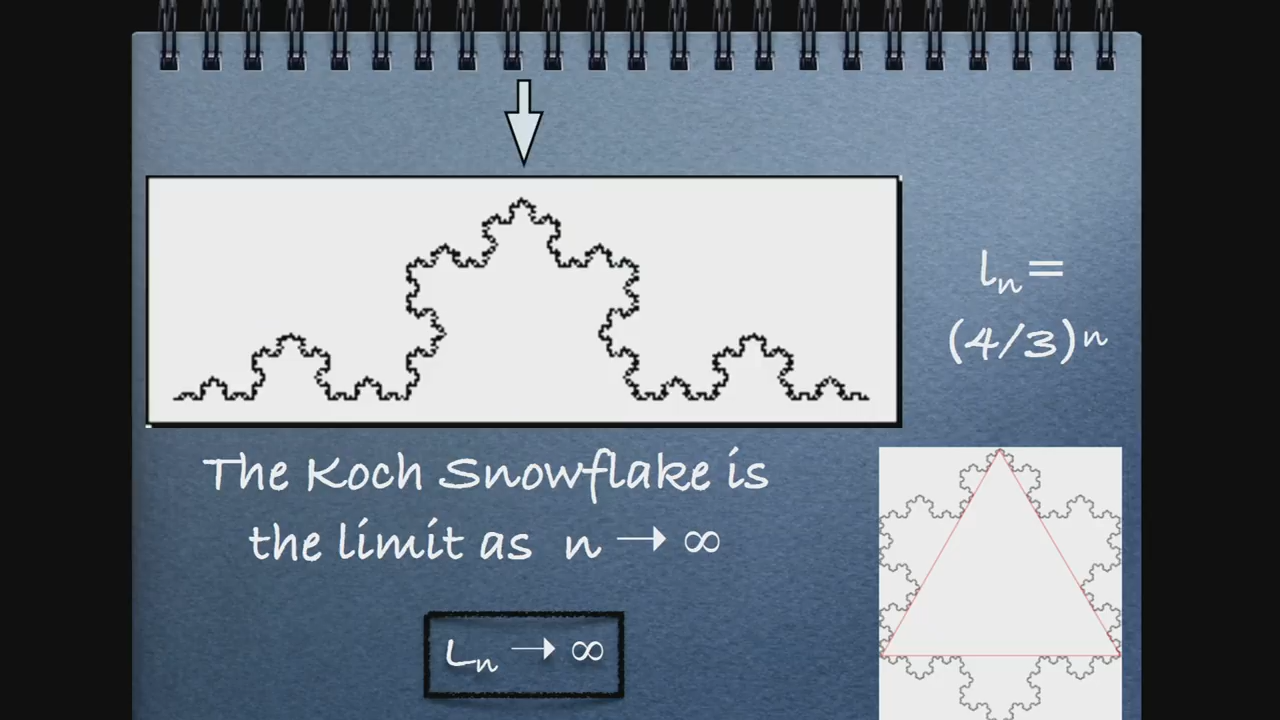 ln =
(4/3)n
The Koch Snowflake is
the limit as n → ∞
Ln → ∞